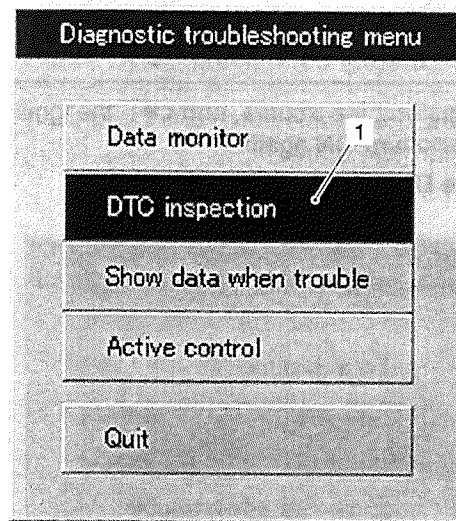 Diagnostic troubleshooting menu
Data monitor
1
DTC inspection
Show data when trouble
Active control
Quit